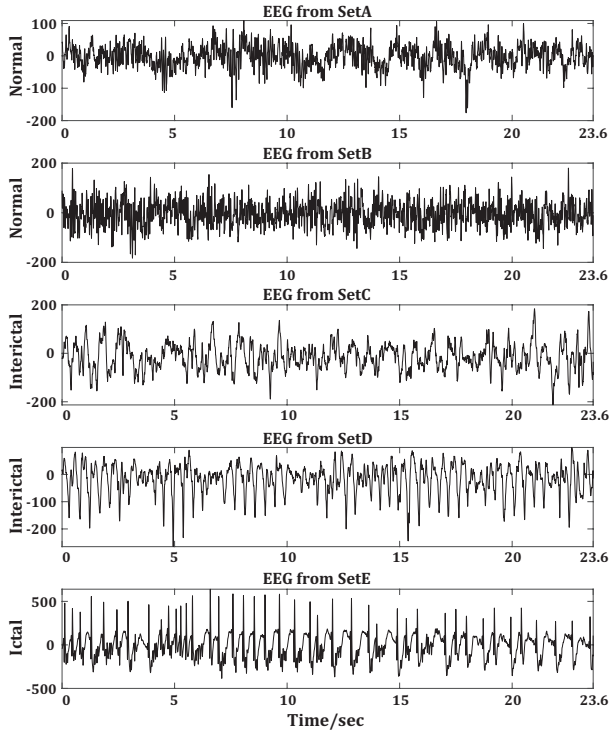 EEG from SetA
Normal
100
0
-100
-200
0 5 10 15 20 23.6
EEG from SetB
Normal
200
0
-200
0 5 10 15 20 23.6
EEG from SetC
Interictal
200
0
-200
0 5 10 15 20 23.6
EEG from SetD
Interictal
0
-100
-200
0 5 10 15 20 23.6
EEG from SetE
Ictal
500
0
-500
0 5 10 15 20 23.6
Time/sec